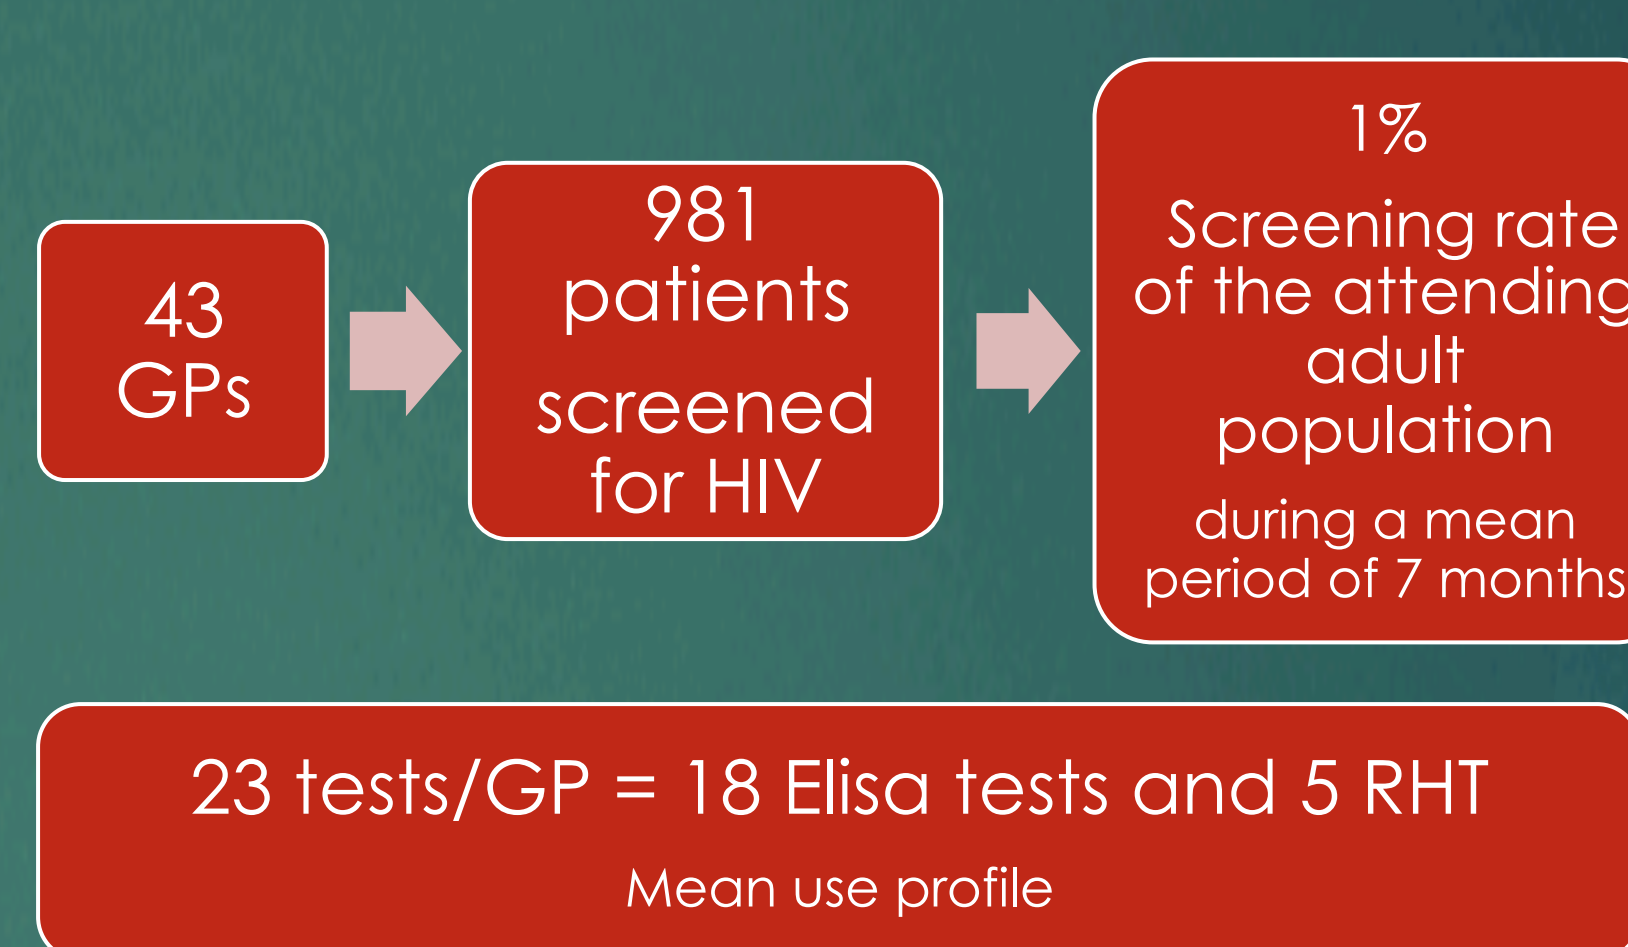 43
GPs
981
patients
screened
for HIV
1%
Screening rate
of the attending
adult
population
during a mean
period of 7 months
23 tests/GP = 18 Elisa tests and 5 RHT
Mean use profile